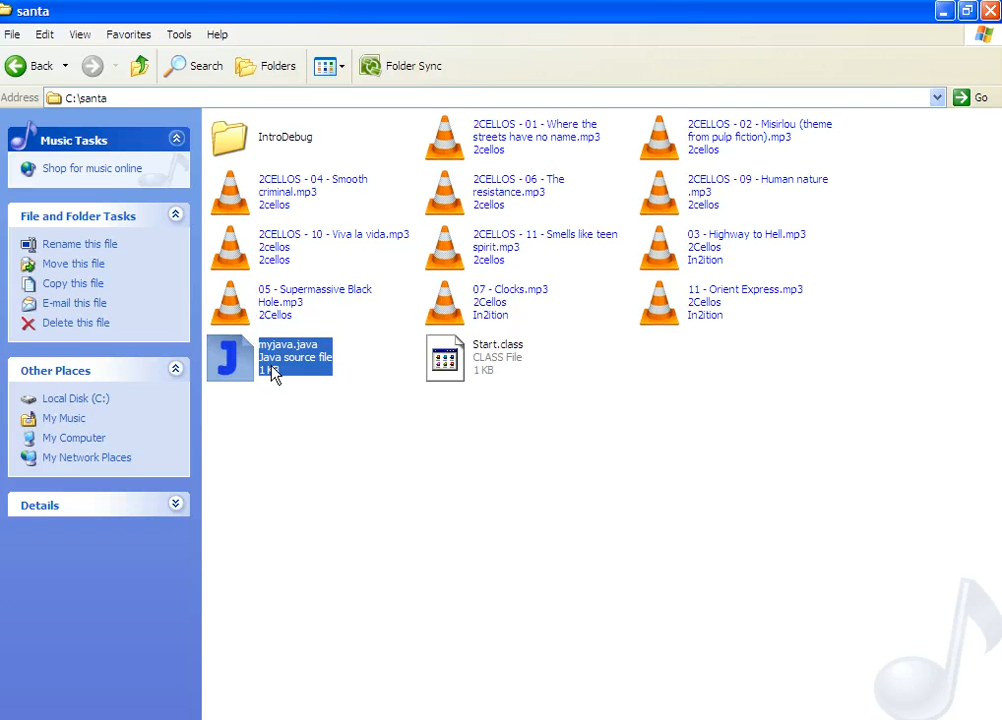 santa
File Edit View Favorites Tools Help
Back Search Folders Folder Sync
Address C:\santa Go
Music Tasks
Shop for music online
File and Folder Tasks
Rename this file
Move this file
Copy this file
E-mail this file
Delete this file
Other Places
Local Disk (C:)
My Music
My Computer
My Network Places
Details
IntroDebug
2CELLOS - 01 - Where the
streets have no name.mp3
2cellos
2CELLOS - 02 - Misirlou (theme
from pulp fiction).mp3
2cellos
2CELLOS - 04 - Smooth
criminal.mp3
2cellos
2CELLOS - 06 - The
resistance.mp3
2cellos
2CELLOS - 09 - Human nature
.mp3
2cellos
2CELLOS - 10 - Viva la vida.mp3
2cellos
2cellos
2CELLOS - 11 - Smells like teen
spirit.mp3
2cellos
03 - Highway to Hell.mp3
2Cellos
In2ition
05 - Supermassive Black
Hole.mp3
2Cellos
07 - Clocks.mp3
2Cellos
In2ition
11 - Orient Express.mp3
2Cellos
In2ition
myjava.java
Java source file
1 KB
Start.class
CLASS File
1 KB